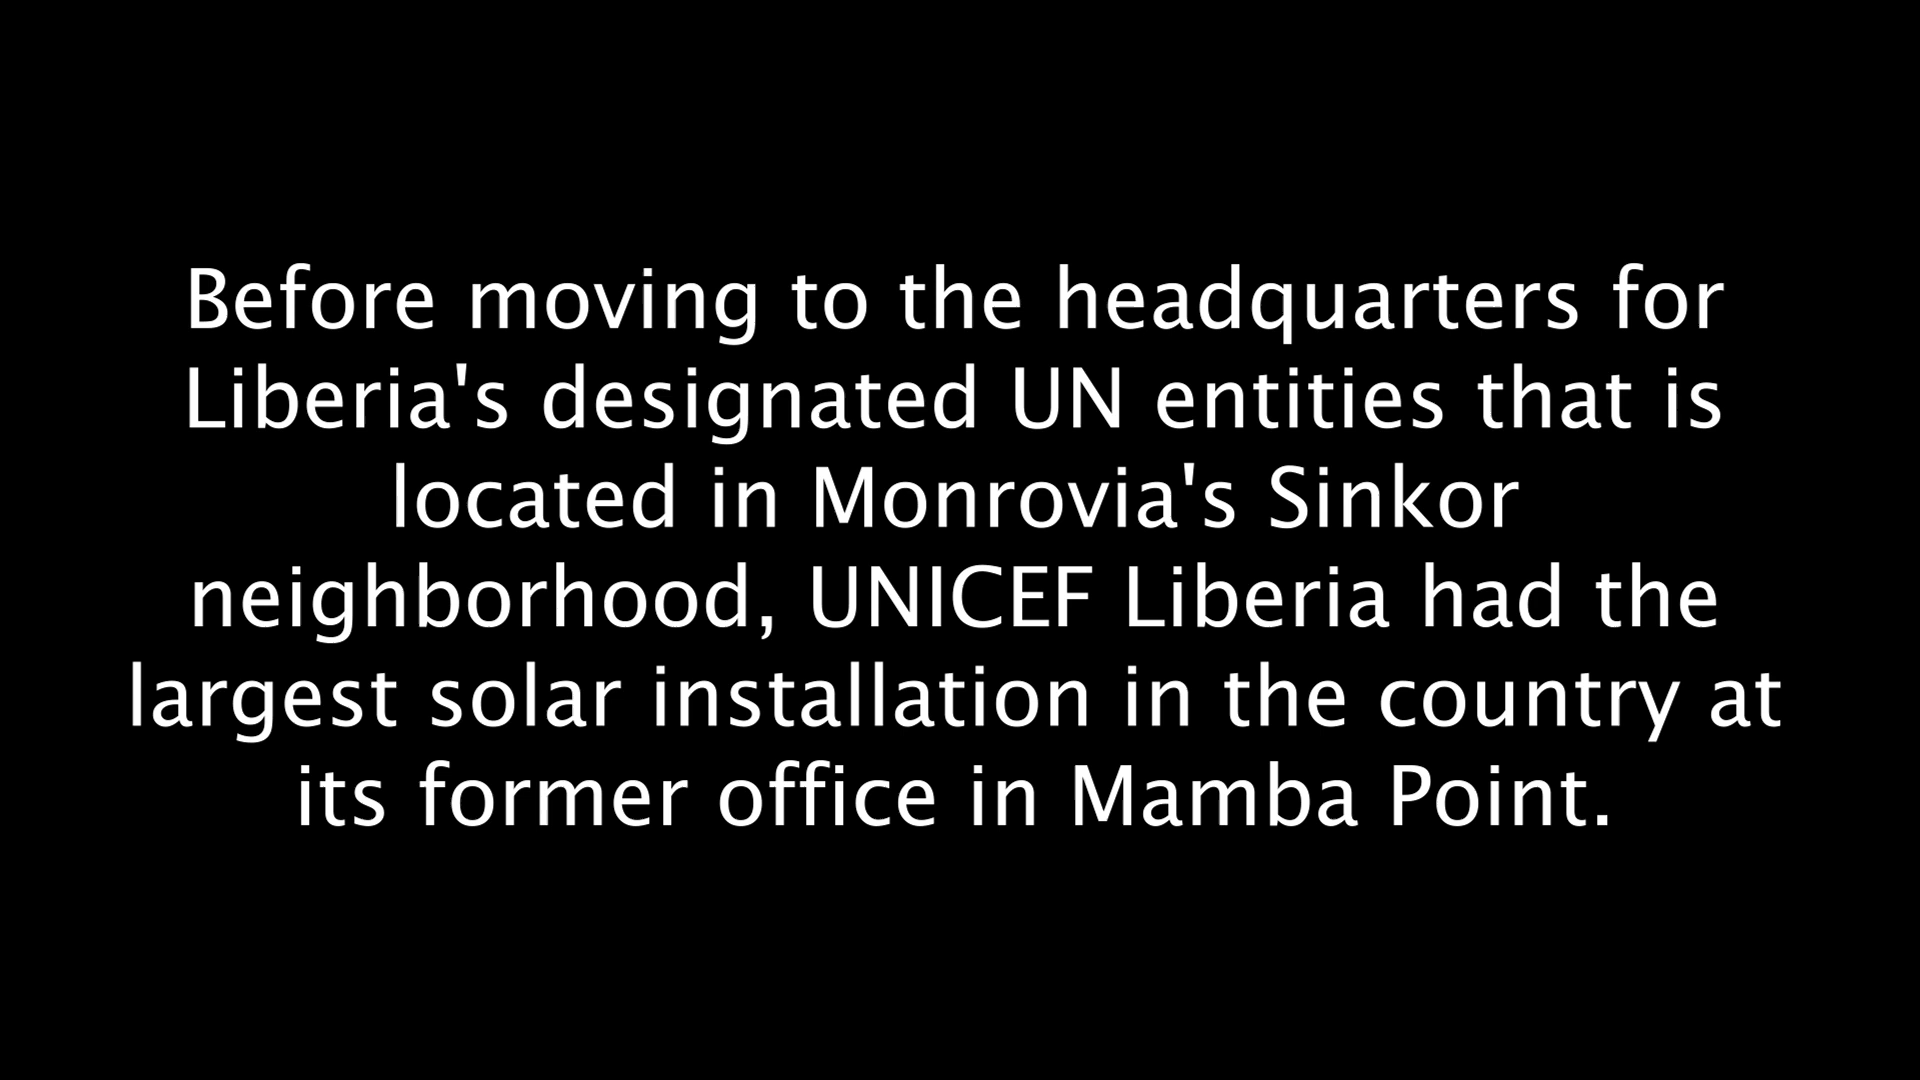 Before moving to the headquarters for
Liberia's designated UN entities that is
located in Monrovia's Sinkor
neighborhood, UNICEF Liberia had the
largest solar installation in the country at
its former office in Mamba Point.